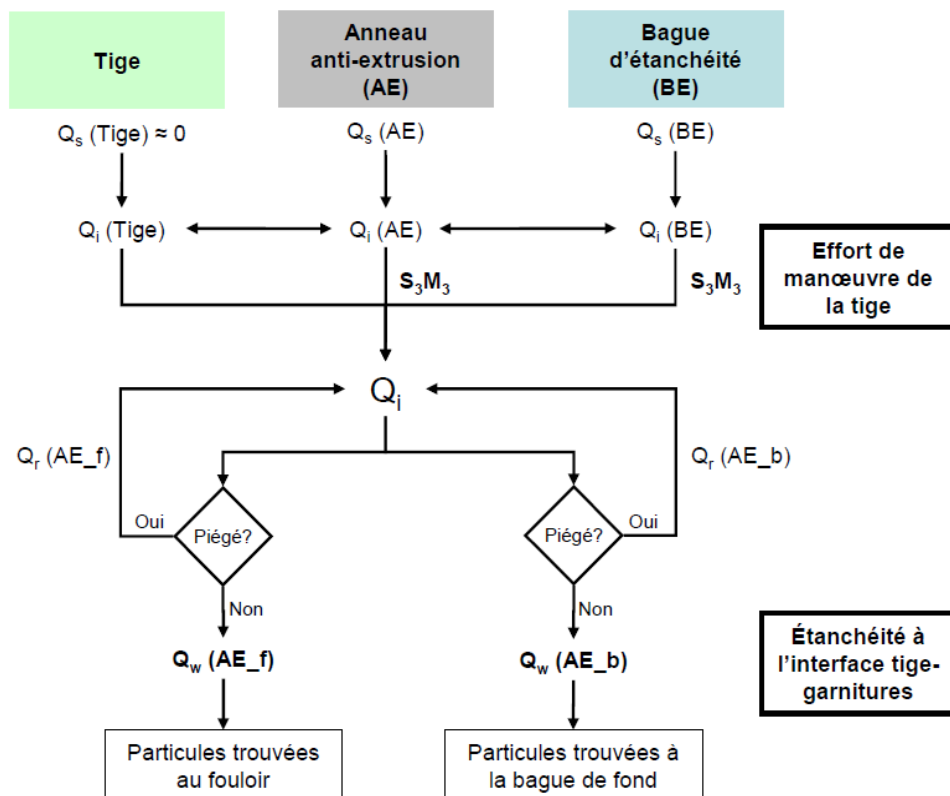 Tige
Anneau
anti-extrusion
(AE)
Bague
d'étanchéité
(BE)
Qs (Tige) ≈ 0
Qs (AE)
Qs (BE)
Qi (Tige)
Qi (AE)
Qi (BE)
S3M3
S3M3
Effort de
manœuvre de
la tige
Qi
Qr (AE_f)
Qr (AE_b)
Oui
Piégé?
Piégé?
Oui
Non
Non
Qw (AE_f)
Qw (AE_b)
Étanchéité à
l'interface tige-
garnitures
Particules trouvées
au fouloir
Particules trouvées à
la bague de fond